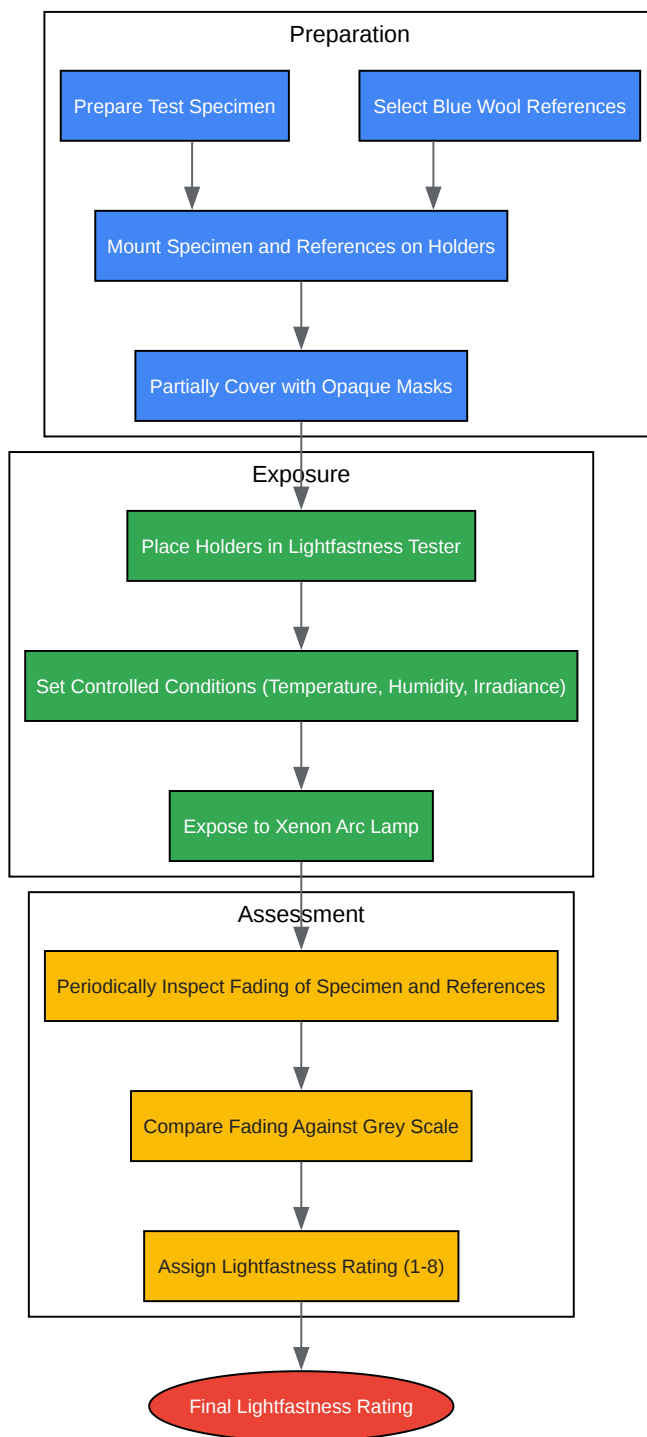 Preparation
Prepare Test Specimen
Select Blue Wool References
Mount Specimen and References on Holders
Partially Cover with Opaque Masks
Exposure
Place Holders in Lightfastness Tester
Set Controlled Conditions (Temperature, Humidity, Irradiance)
Expose to Xenon Arc Lamp
Assessment
Periodically Inspect Fading of Specimen and References
Compare Fading Against Grey Scale
Assign Lightfastness Rating (1-8)
Final Lightfastness Rating